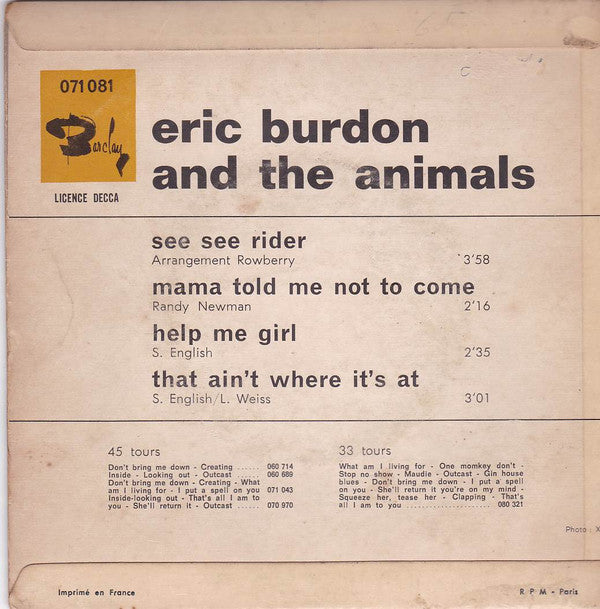 071081
Barclay
LICENCE DECCA
eric burdon
and the animals
see see rider
Arrangement Rowberry 3'58
mama told me not to come
Randy Newman 2'16
help me girl
S. English 2'35
that ain't where it's at
S. English/L. Weiss 3'01
45 tours
Don't bring me down - Creating ...... 060 714
Inside - Looking out - Outcast ...... 060 689
Don't bring me down - Creating - What
am I living for - I put a spell on you 071 043
Inside-looking out - That's all I am to
you - She'll return it - Outcast ...... 070 970
33 tours
What am I living for - One momkey don't -
Stop no show - Maudie - Outcast - Gin house
blues - Don't bring me down - I put a spell
on you - She'll return it you're on my mind -
Squeeze her, tease her - Clapping - That's
all I am to you ...................... 080 321
Photo : X
Imprimé en France
R P M - Paris